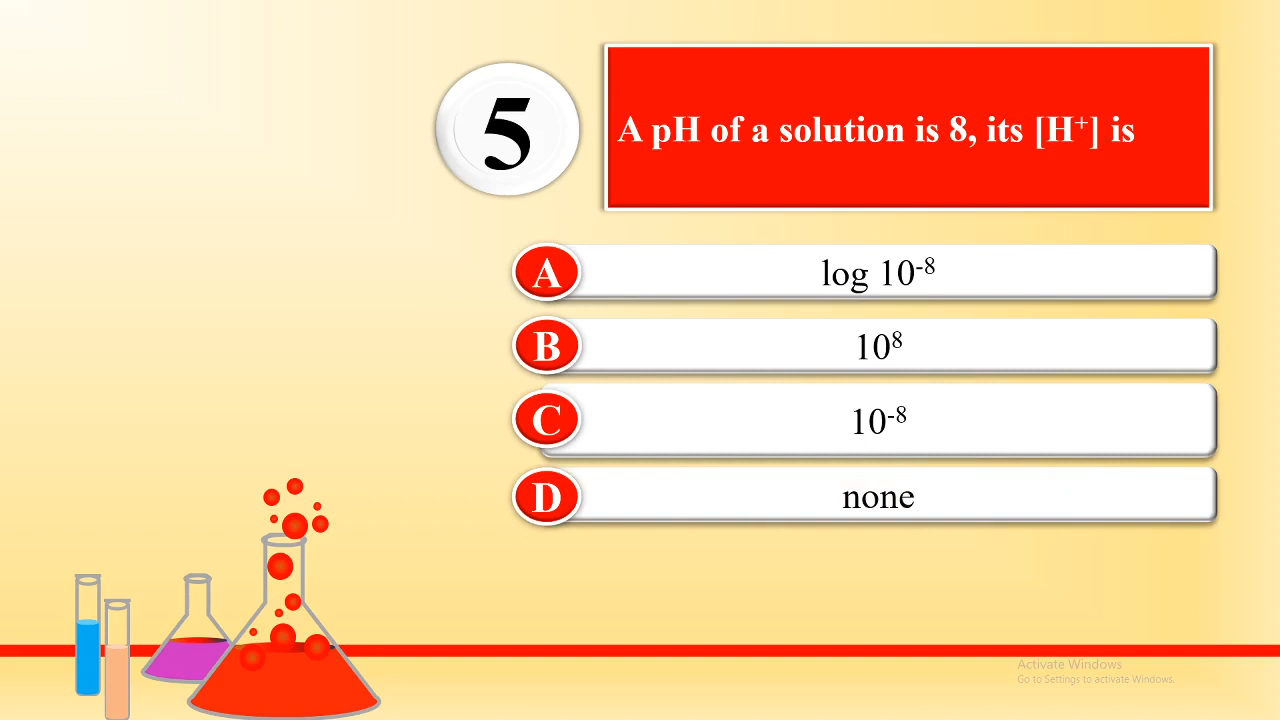 5
A pH of a solution is 8, its [H⁺] is
A
log 10⁻⁸
B
10⁸
C
10⁻⁸
D
none
Activate Windows
Go to Settings to activate Windows.